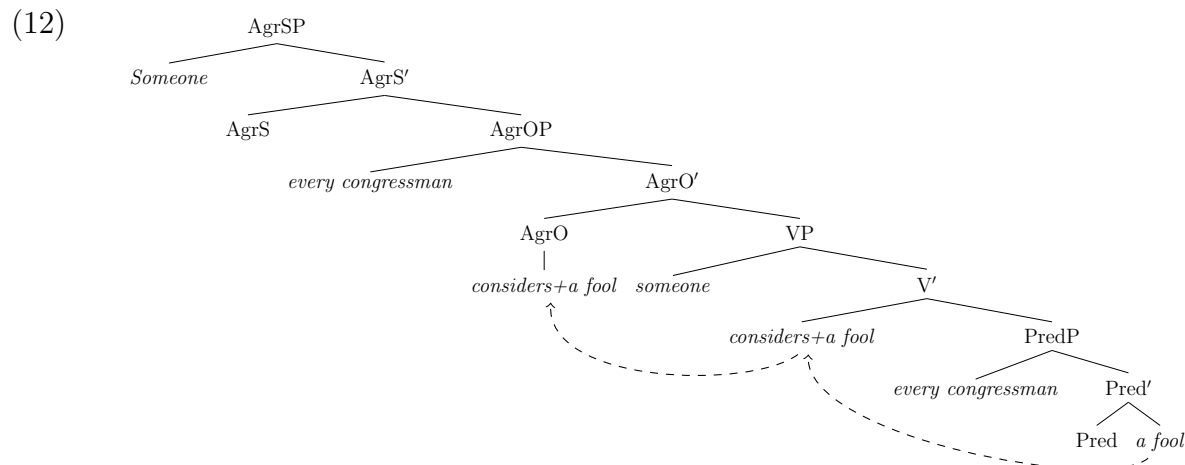 (12)
AgrSP
Someone AgrS′
AgrS AgrOP
every congressman AgrO′
AgrO VP
considers+a fool someone V′
considers+a fool PredP
every congressman Pred′
Pred a fool